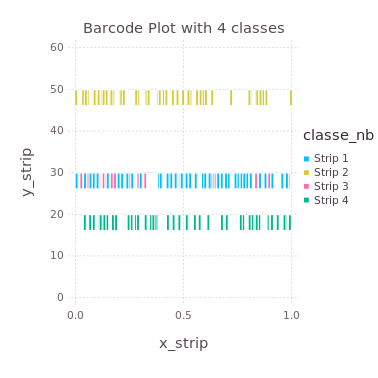 Barcode Plot with 4 classes
60
50
40
30
20
10
0
y_strip
0.0
0.5
1.0
x_strip
classe_nb
Strip 1
Strip 2
Strip 3
Strip 4